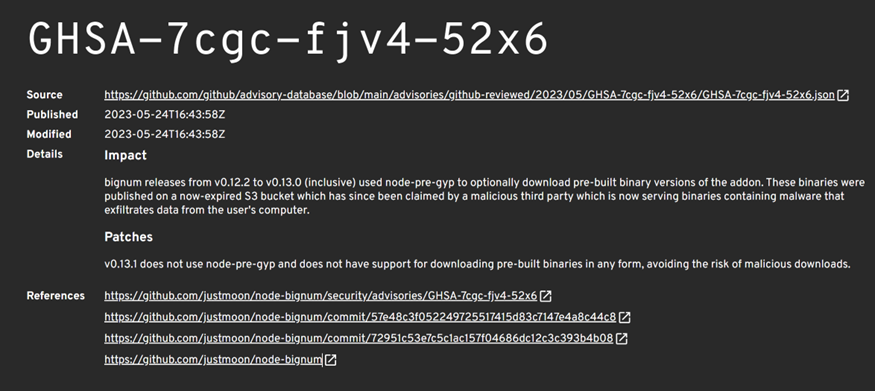 GHSA-7cgc-fjv4-52x6
Source https://github.com/github/advisory-database/blob/main/advisories/github-reviewed/2023/05/GHSA-7cgc-fjv4-52x6/GHSA-7cgc-fjv4-52x6.json
Published 2023-05-24T16:43:58Z
Modified 2023-05-24T16:43:58Z
Details Impact
bignum releases from v0.12.2 to v0.13.0 (inclusive) used node-pre-gyp to optionally download pre-built binary versions of the addon. These binaries were
published on a now-expired S3 bucket which has since been claimed by a malicious third party which is now serving binaries containing malware that
exfiltrates data from the user's computer.
Patches
v0.13.1 does not use node-pre-gyp and does not have support for downloading pre-built binaries in any form, avoiding the risk of malicious downloads.
References https://github.com/justmoon/node-bignum/security/advisories/GHSA-7cgc-fjv4-52x6
https://github.com/justmoon/node-bignum/commit/57e48c3f052249725517415d83c7147e4a8c44c8
https://github.com/justmoon/node-bignum/commit/72951c53e7c5c1ac157f04686dc12c3c393b4b08
https://github.com/justmoon/node-bignum